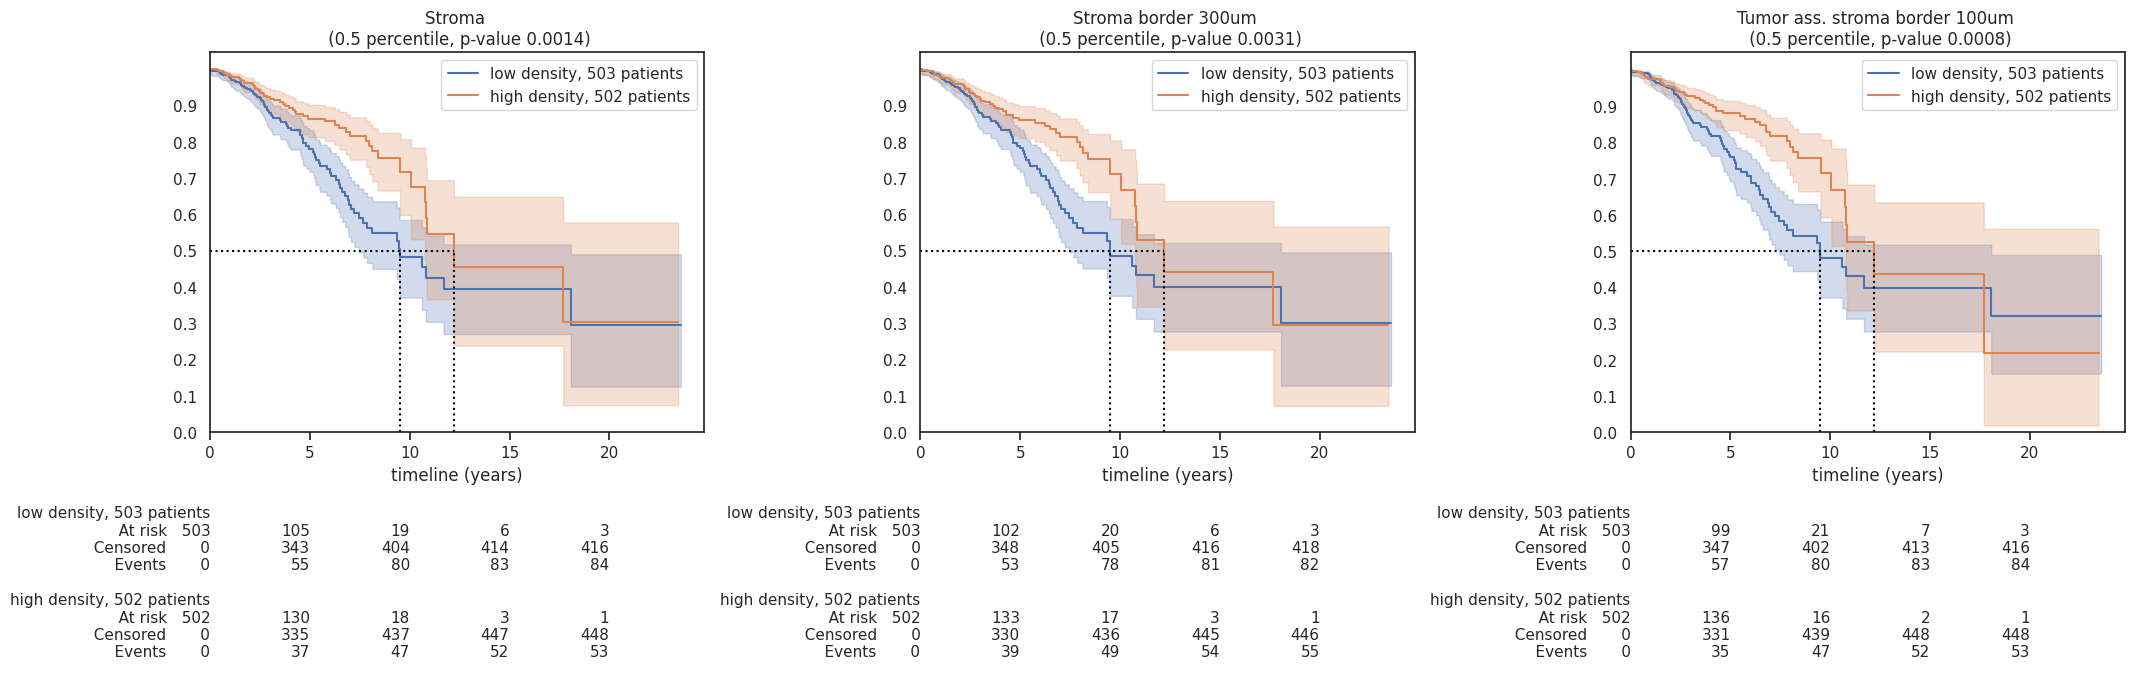 Stroma
(0.5 percentile, p-value 0.0014)
low density, 503 patients
high density, 502 patients
0.9
0.8
0.7
0.6
0.5
0.4
0.3
0.2
0.1
0.0
0 5 10 15 20
timeline (years)
low density, 503 patients
At risk 503 105 19 6 3
Censored 0 343 404 414 416
Events 0 55 80 83 84
high density, 502 patients
At risk 502 130 18 3 1
Censored 0 335 437 447 448
Events 0 37 47 52 53
Stroma border 300um
(0.5 percentile, p-value 0.0031)
low density, 503 patients
high density, 502 patients
0.9
0.8
0.7
0.6
0.5
0.4
0.3
0.2
0.1
0.0
0 5 10 15 20
timeline (years)
low density, 503 patients
At risk 503 102 20 6 3
Censored 0 348 405 416 418
Events 0 53 78 81 82
high density, 502 patients
At risk 502 133 17 3 1
Censored 0 330 436 445 446
Events 0 39 49 54 55
Tumor ass. stroma border 100um
(0.5 percentile, p-value 0.0008)
low density, 503 patients
high density, 502 patients
0.9
0.8
0.7
0.6
0.5
0.4
0.3
0.2
0.1
0.0
0 5 10 15 20
timeline (years)
low density, 503 patients
At risk 503 99 21 7 3
Censored 0 347 402 413 416
Events 0 57 80 83 84
high density, 502 patients
At risk 502 136 16 2 1
Censored 0 331 439 448 448
Events 0 35 47 52 53